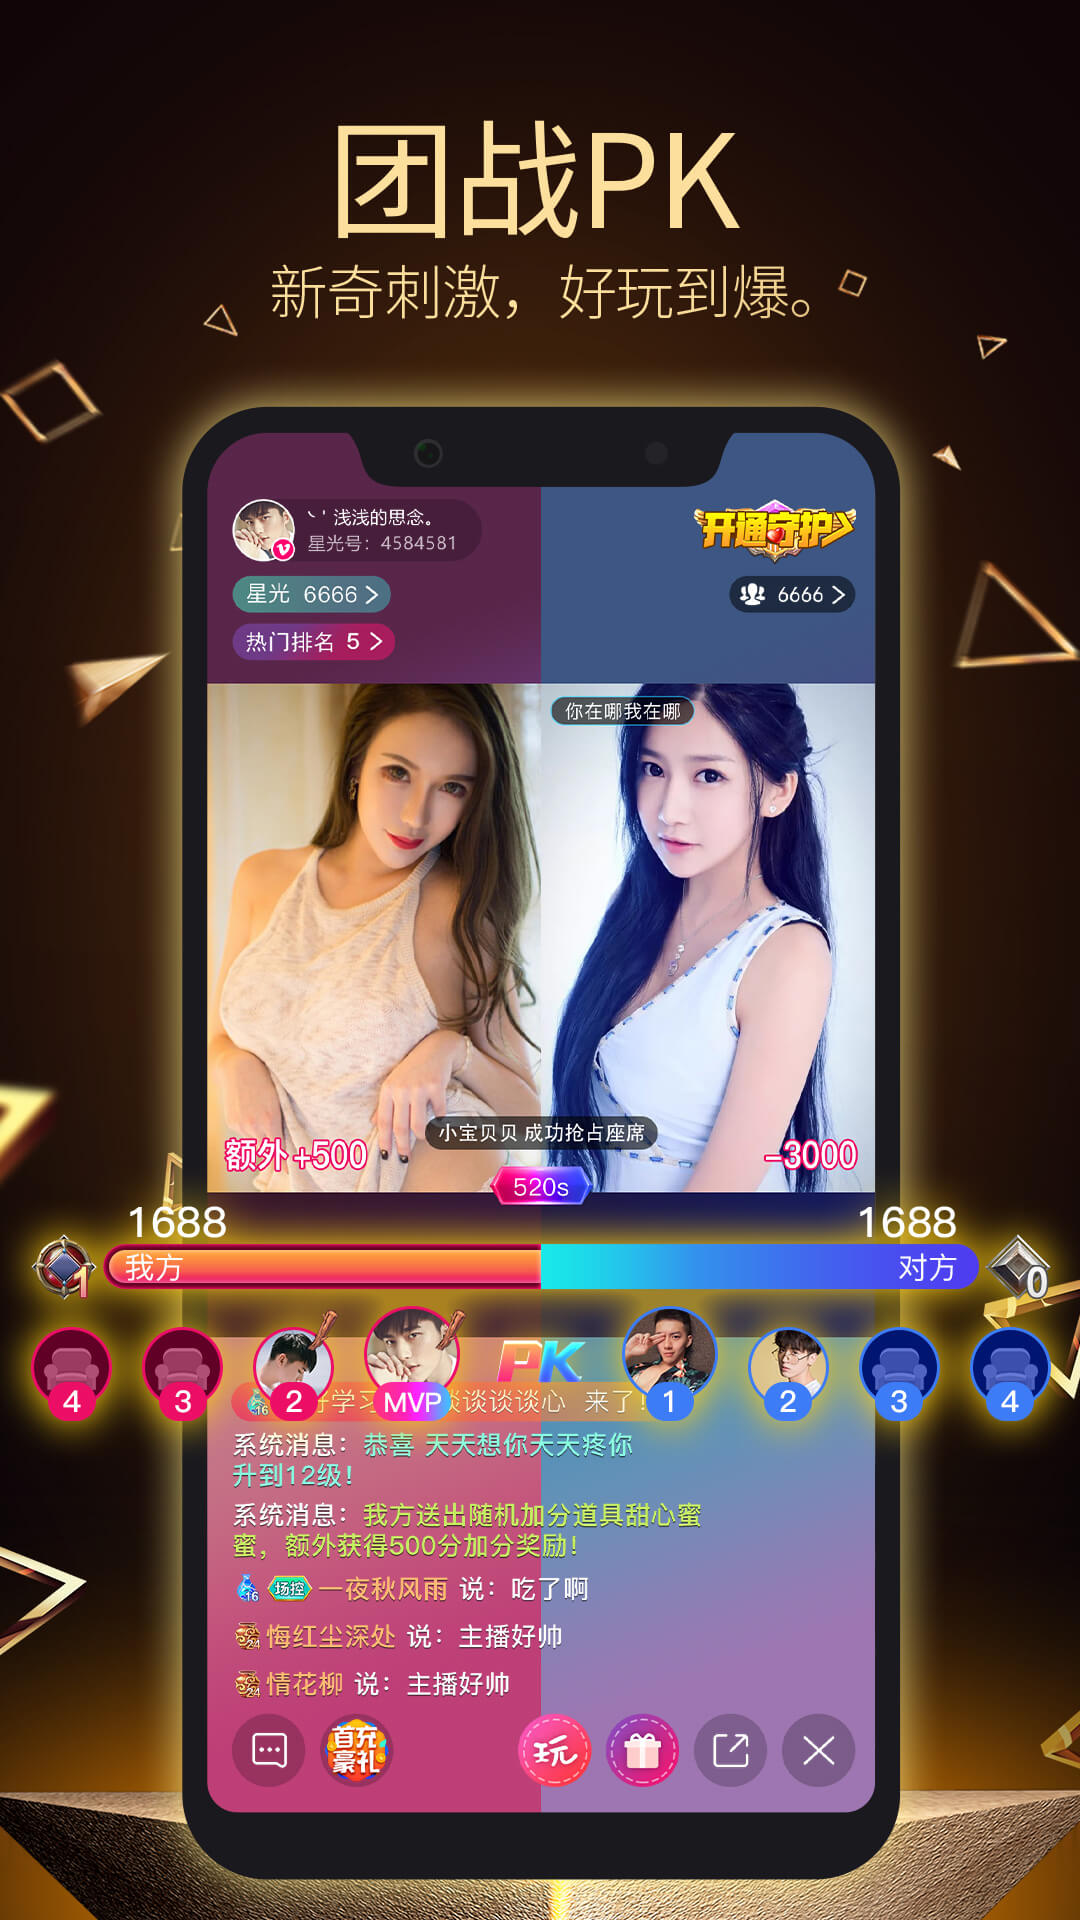 团战PK
新奇刺激，好玩到爆。
丶' 浅浅的思念。
星光号：4584581
开通守护
星光 6666
6666
热门排名 5
你在哪我在哪
小宝贝贝 成功抢占座席
额外+500
-3000
520s
1688
1688
1
我方
对方
0
PK
4
3
2
MVP
1
2
3
4
16
好学习
谈谈谈谈心 来了！
系统消息：恭喜 天天想你天天疼你
升到12级！
系统消息：我方送出随机加分道具甜心蜜
蜜，额外获得500分加分奖励！
16 场控 一夜秋风雨 说：吃了啊
24 悔红尘深处 说：主播好帅
24 情花柳 说：主播好帅
首充
豪礼
玩